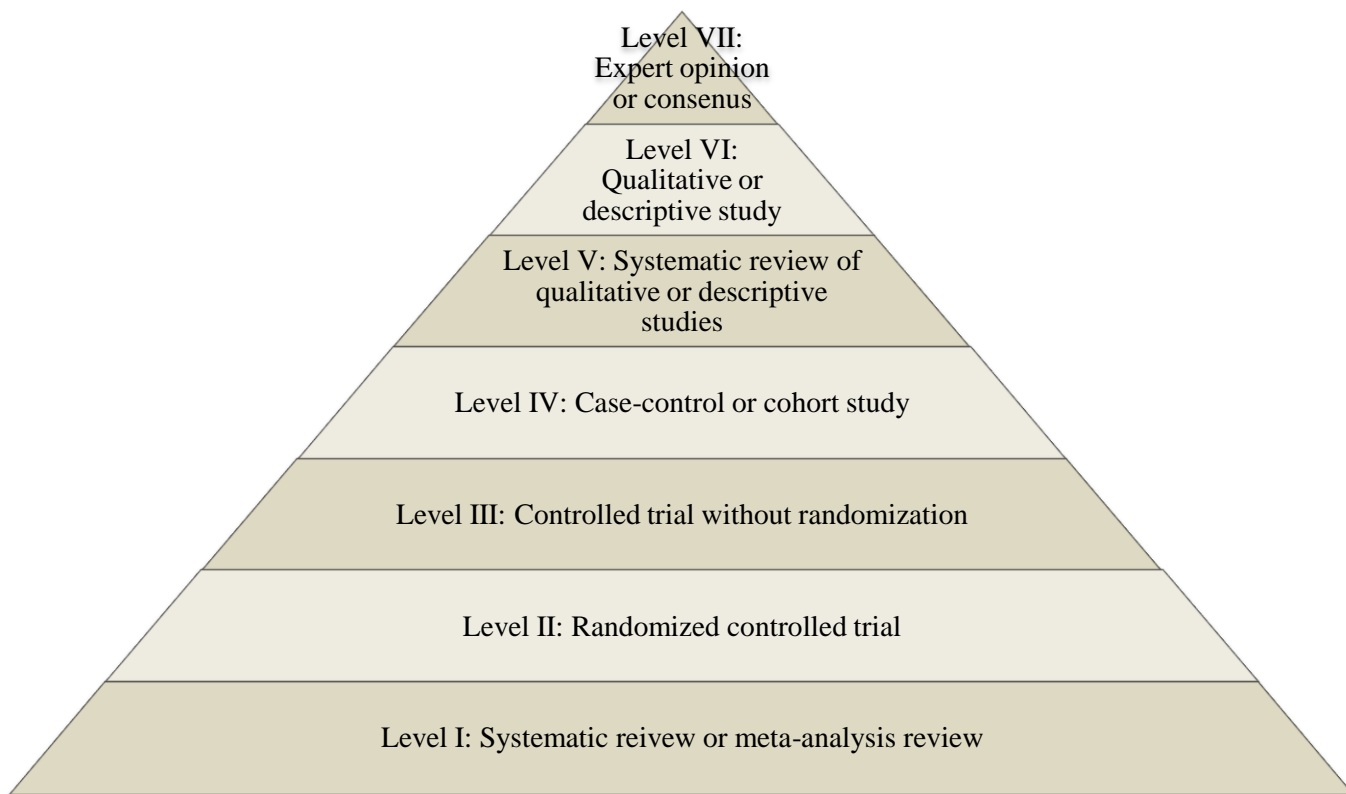 Level VII:
Expert opinion
or consenus
Level VI:
Qualitative or
descriptive study
Level V: Systematic review of
qualitative or descriptive
studies
Level IV: Case-control or cohort study
Level III: Controlled trial without randomization
Level II: Randomized controlled trial
Level I: Systematic reivew or meta-analysis review